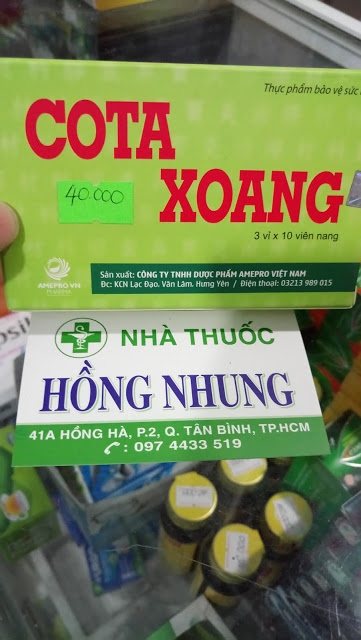 Thực phẩm bảo vệ sức
COTA
40.000
XOANG
3 vỉ x 10 viên nang
AMEPRO VN
Sản xuất: CÔNG TY TNHH DƯỢC PHẨM AMEPRO VIỆT NAM
Đc: KCN Lạc Đạo. Văn Lâm. Hưng Yên / Điện thoại: 03213 989 015
NHÀ THUỐC
HỒNG NHUNG
41A HỒNG HÀ, P.2, Q. TÂN BÌNH, TP.HCM
: 097 4433 519